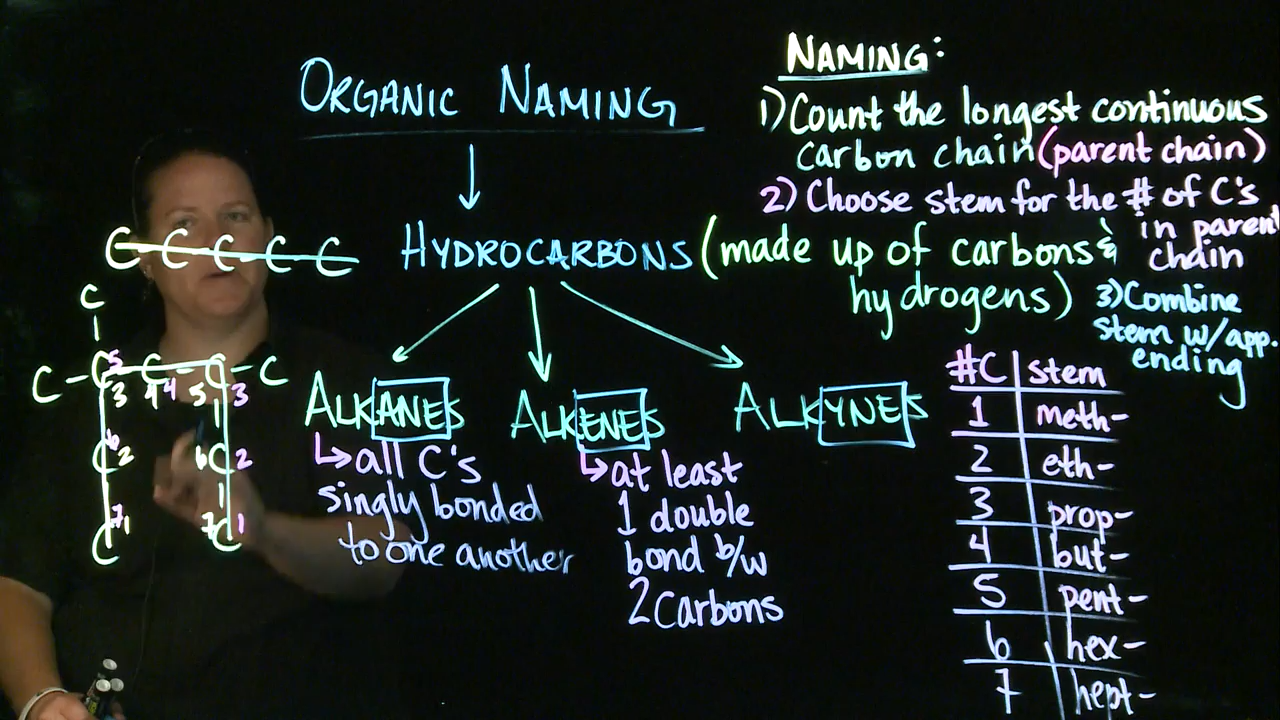 ORGANIC NAMING
HYDROCARBONS (made up of carbons &
hydrogens)
ALKANES
↳ all C's
singly bonded
to one another
ALKENES
↳ at least
1 double
bond b/w
2 Carbons
ALKYNES
NAMING:
1) Count the longest continuous
carbon chain (parent chain)
2) Choose stem for the # of C's
in parent
chain
3) Combine
stem w/ app.
ending
#C stem
1 meth-
2 eth-
3 prop-
4 but-
5 pent-
6 hex-
7 hept-
C C C C C
C
C - C C C - C
C C
C C